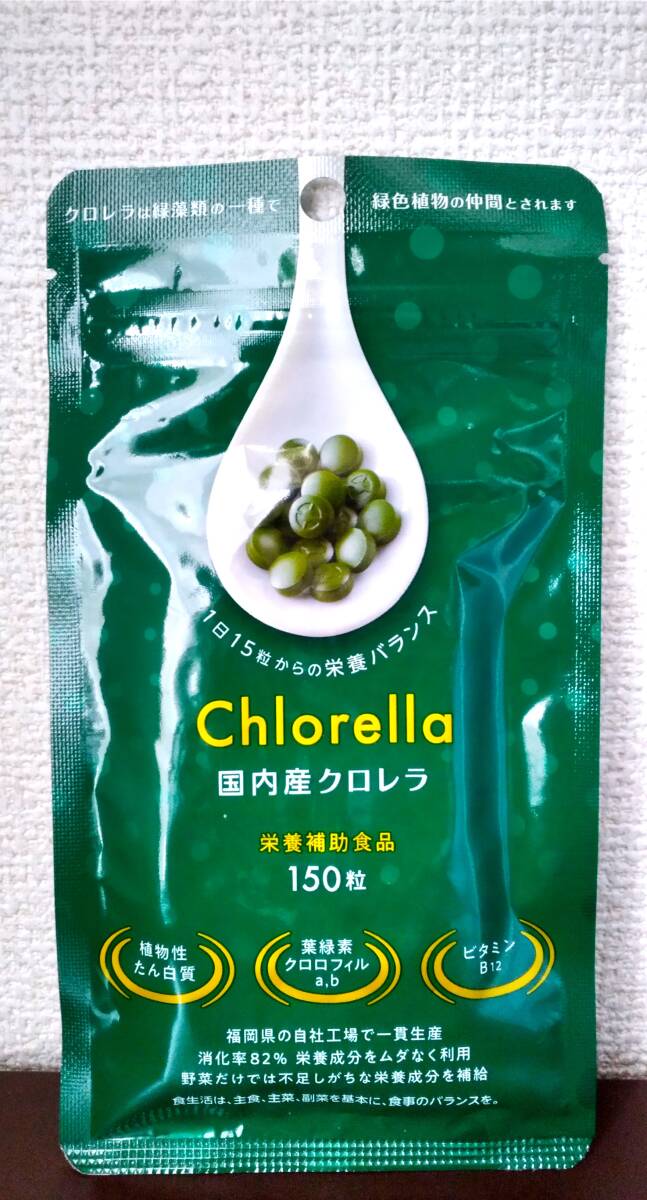 クロレラは緑藻類の一種で
緑色植物の仲間とされます
1日15粒からの栄養バランス
Chlorella
国内産クロレラ
栄養補助食品
150粒
植物性
たん白質
葉緑素
クロロフィル
a,b
ビタミン
B12
福岡県の自社工場で一貫生産
消化率82% 栄養成分をムダなく利用
野菜だけでは不足しがちな栄養成分を補給
食生活は、主食、主菜、副菜を基本に、食事のバランスを。